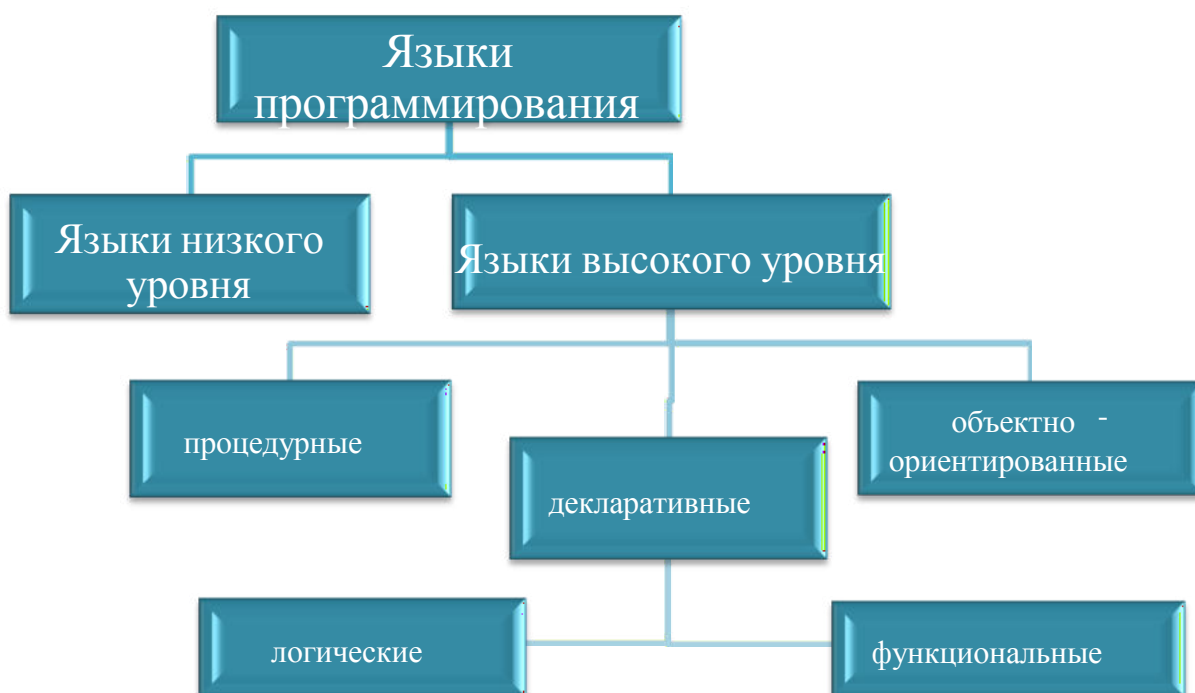 Языки
программирования
Языки низкого
уровня
Языки высокого уровня
процедурные
декларативные
объектно -
ориентированные
логические
функциональные